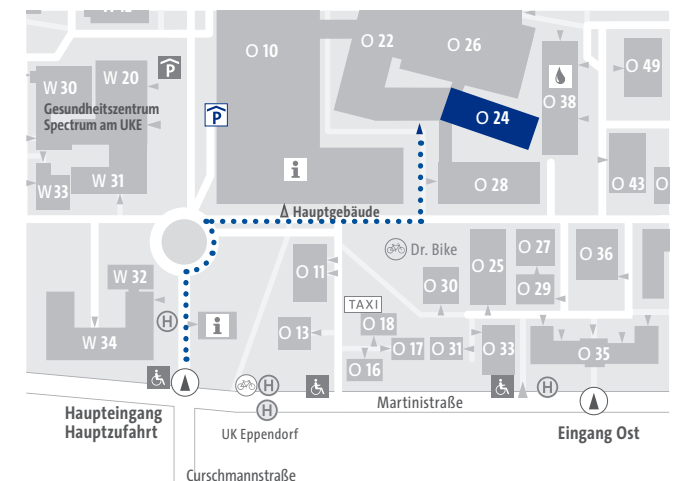 W 42
O 22
O 26
O 10
O 49
W 30
W 20
P
Gesundheitszentrum
Spectrum am UKE
P
O 38
O 24
i
W 33
W 31
O 28
O 43
O
Hauptgebäude
Dr. Bike
O 27
O 36
O 25
O 11
W 32
O 30
O 29
TAXI
H
i
O 18
O 13
W 34
O 17
O 31
O 33
O 35
O 16
H
H
H
Martinistraße
Haupteingang
Hauptzufahrt
UK Eppendorf
Eingang Ost
Curschmannstraße